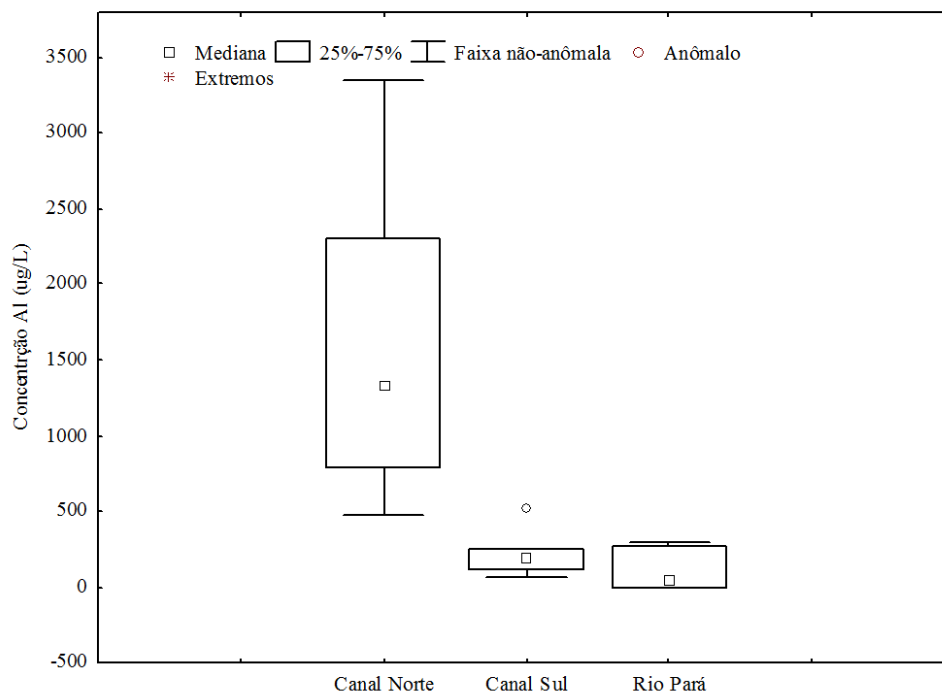 3500
3000
2500
2000
1500
1000
500
0
-500
Concentrção Al (ug/L)
Mediana 25%-75% Faixa não-anômala Anômalo
Extremos
Canal Norte Canal Sul Rio Pará